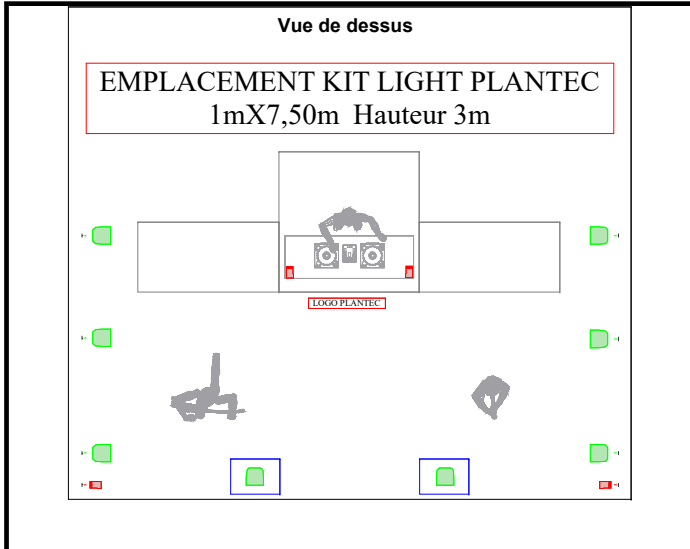 Vue de dessus
EMPLACEMENT KIT LIGHT PLANTEC
1mX7,50m Hauteur 3m
LOGO PLANTEC